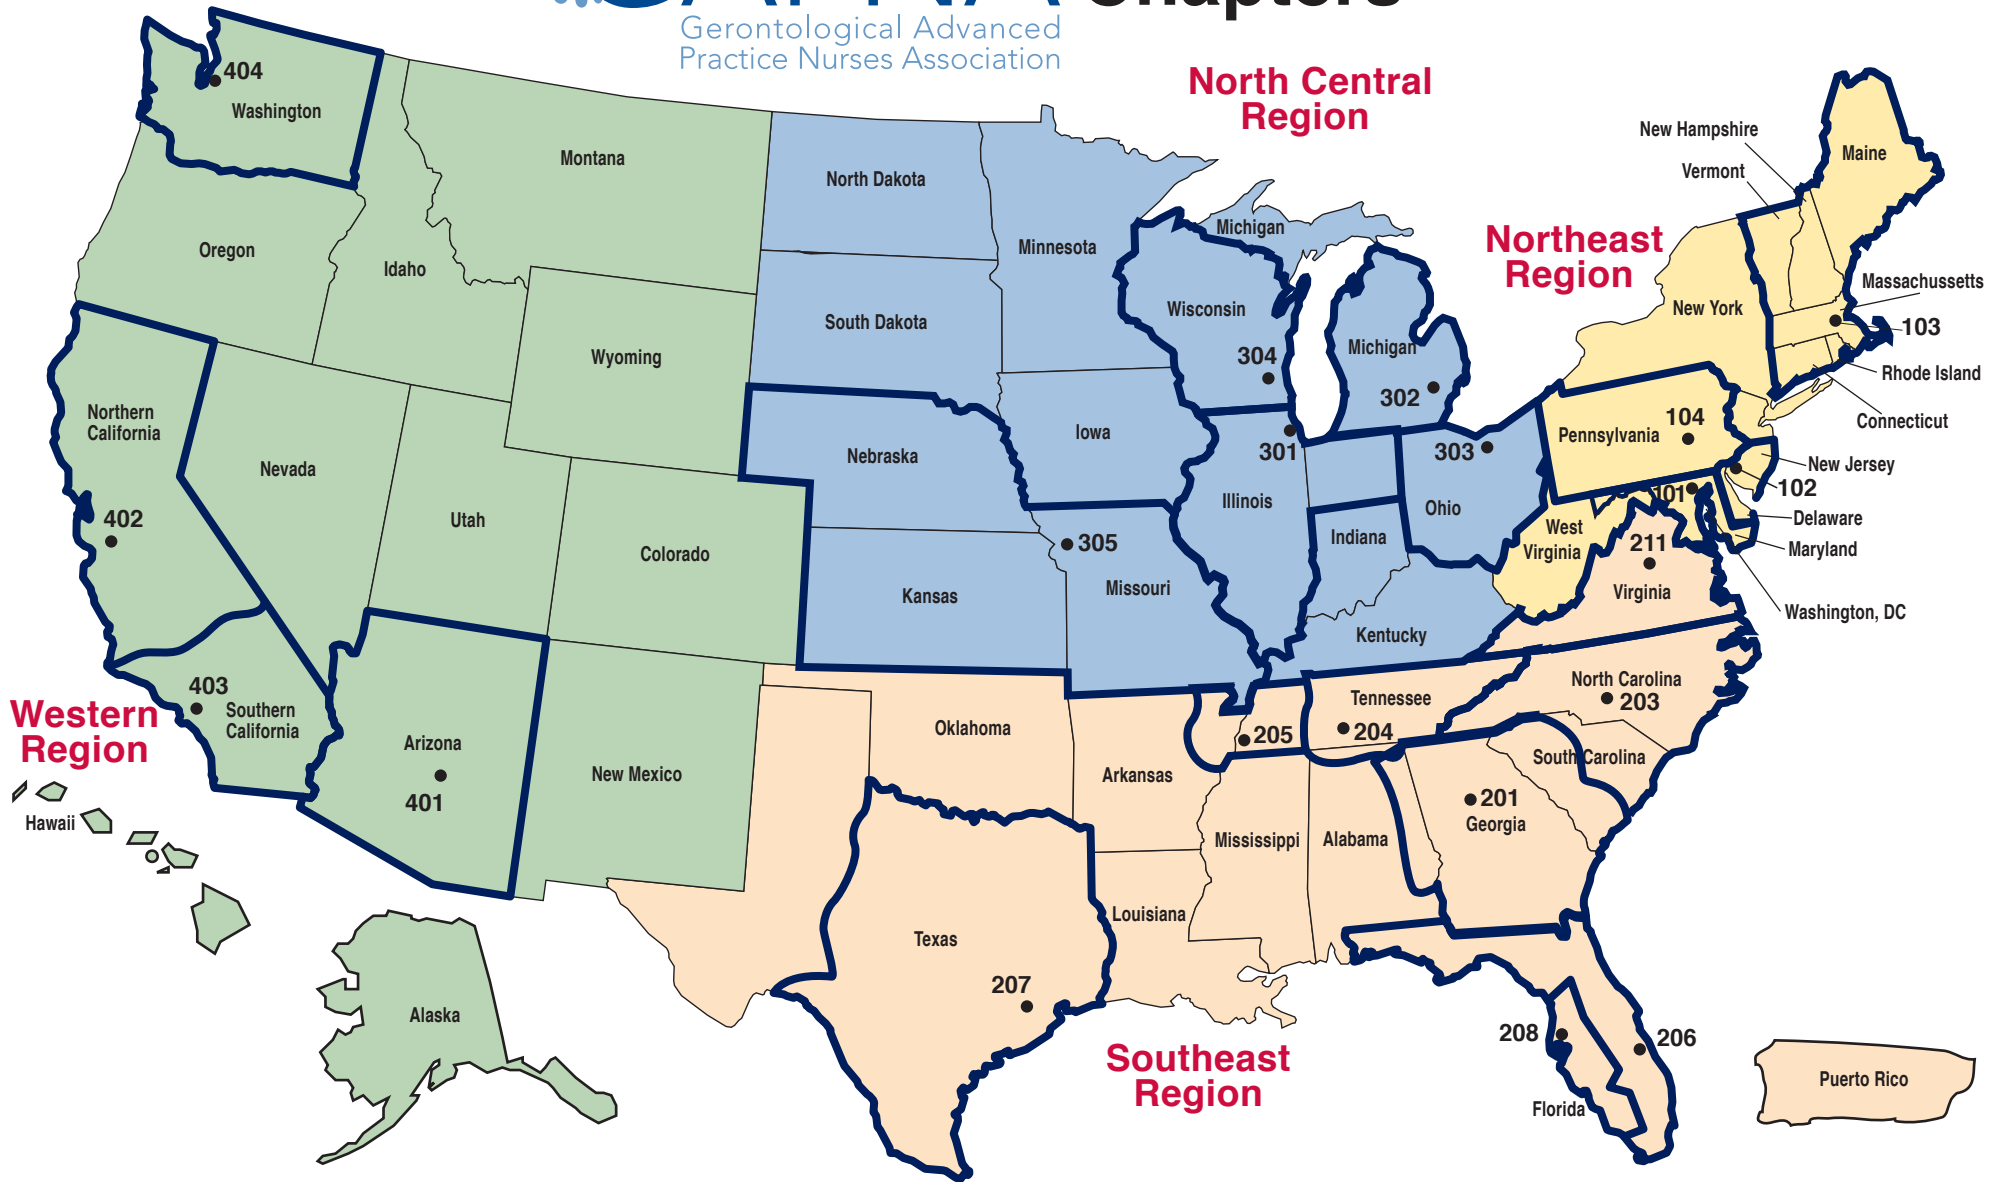 Gerontological Advanced
Practice Nurses Association
North Central
Region
404
Washington
Montana
North Dakota
Minnesota
Michigan
New Hampshire
Vermont
Maine
Northeast
Region
Oregon
Idaho
South Dakota
Wisconsin
304
Michigan
302
New York
Massachussetts
103
Rhode Island
Connecticut
Wyoming
Northern
California
Nevada
Nebraska
Iowa
301
303
Pennsylvania
104
New Jersey
102
101
Delaware
Maryland
Washington, DC
402
Utah
Colorado
Kansas
305
Missouri
Illinois
Indiana
Ohio
West
Virginia
211
Virginia
Kentucky
Western
Region
403
Southern
California
Arizona
401
New Mexico
Oklahoma
Arkansas
205
Tennessee
204
North Carolina
203
South Carolina
201
Georgia
Mississippi
Alabama
Hawaii
Alaska
Texas
207
Louisiana
Southeast
Region
208
206
Florida
Puerto Rico